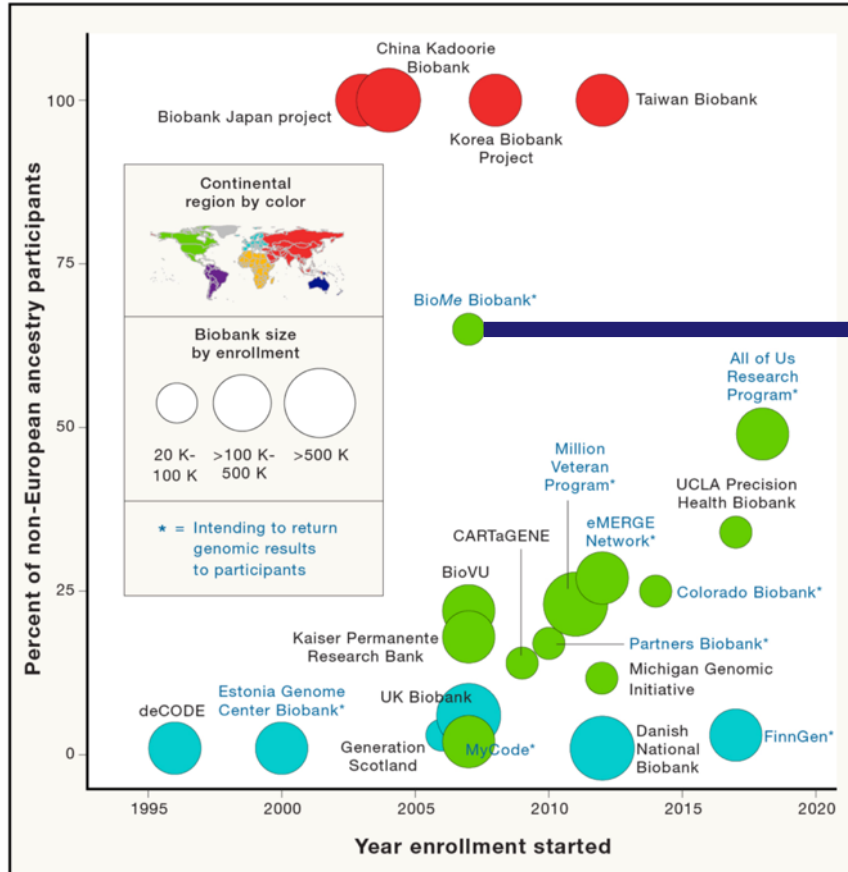 China Kadoorie
Biobank
Biobank Japan project
Korea Biobank
Project
Taiwan Biobank
Continental
region by color
Biobank size
by enrollment
20 K-
100 K
>100 K-
500 K
>500 K
* = Intending to return
genomic results
to participants
BioMe Biobank*
All of Us
Research
Program*
Million
Veteran
Program*
UCLA Precision
Health Biobank
eMERGE
Network*
CARTaGENE
BioVU
Colorado Biobank*
Kaiser Permanente
Research Bank
Partners Biobank*
Michigan Genomic
Initiative
UK Biobank
deCODE
Estonia Genome
Center Biobank*
Generation
Scotland
MyCode*
Danish
National
Biobank
FinnGen*
Percent of non-European ancestry participants
100
75
50
25
0
1995
2000
2005
2010
2015
2020
Year enrollment started